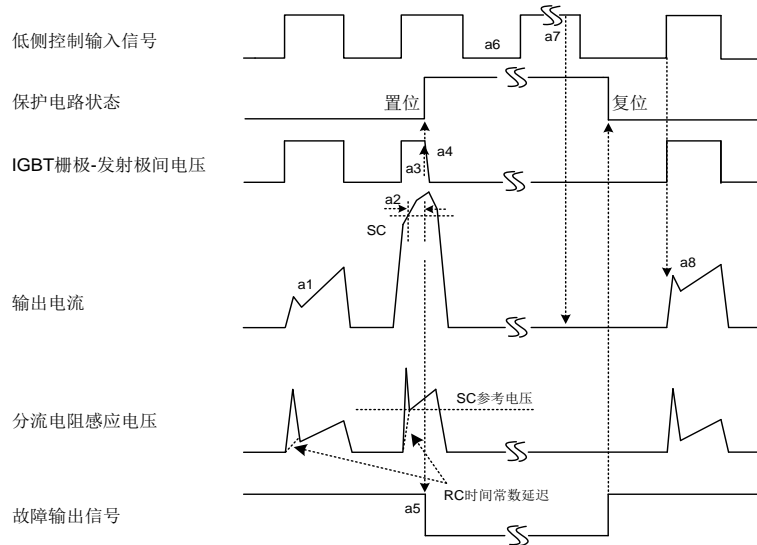 低侧控制输入信号
a6
a7
保护电路状态
置位
复位
IGBT栅极-发射极间电压
a3
a4
a2
SC
输出电流
a1
a8
分流电阻感应电压
SC参考电压
RC时间常数延迟
故障输出信号
a5